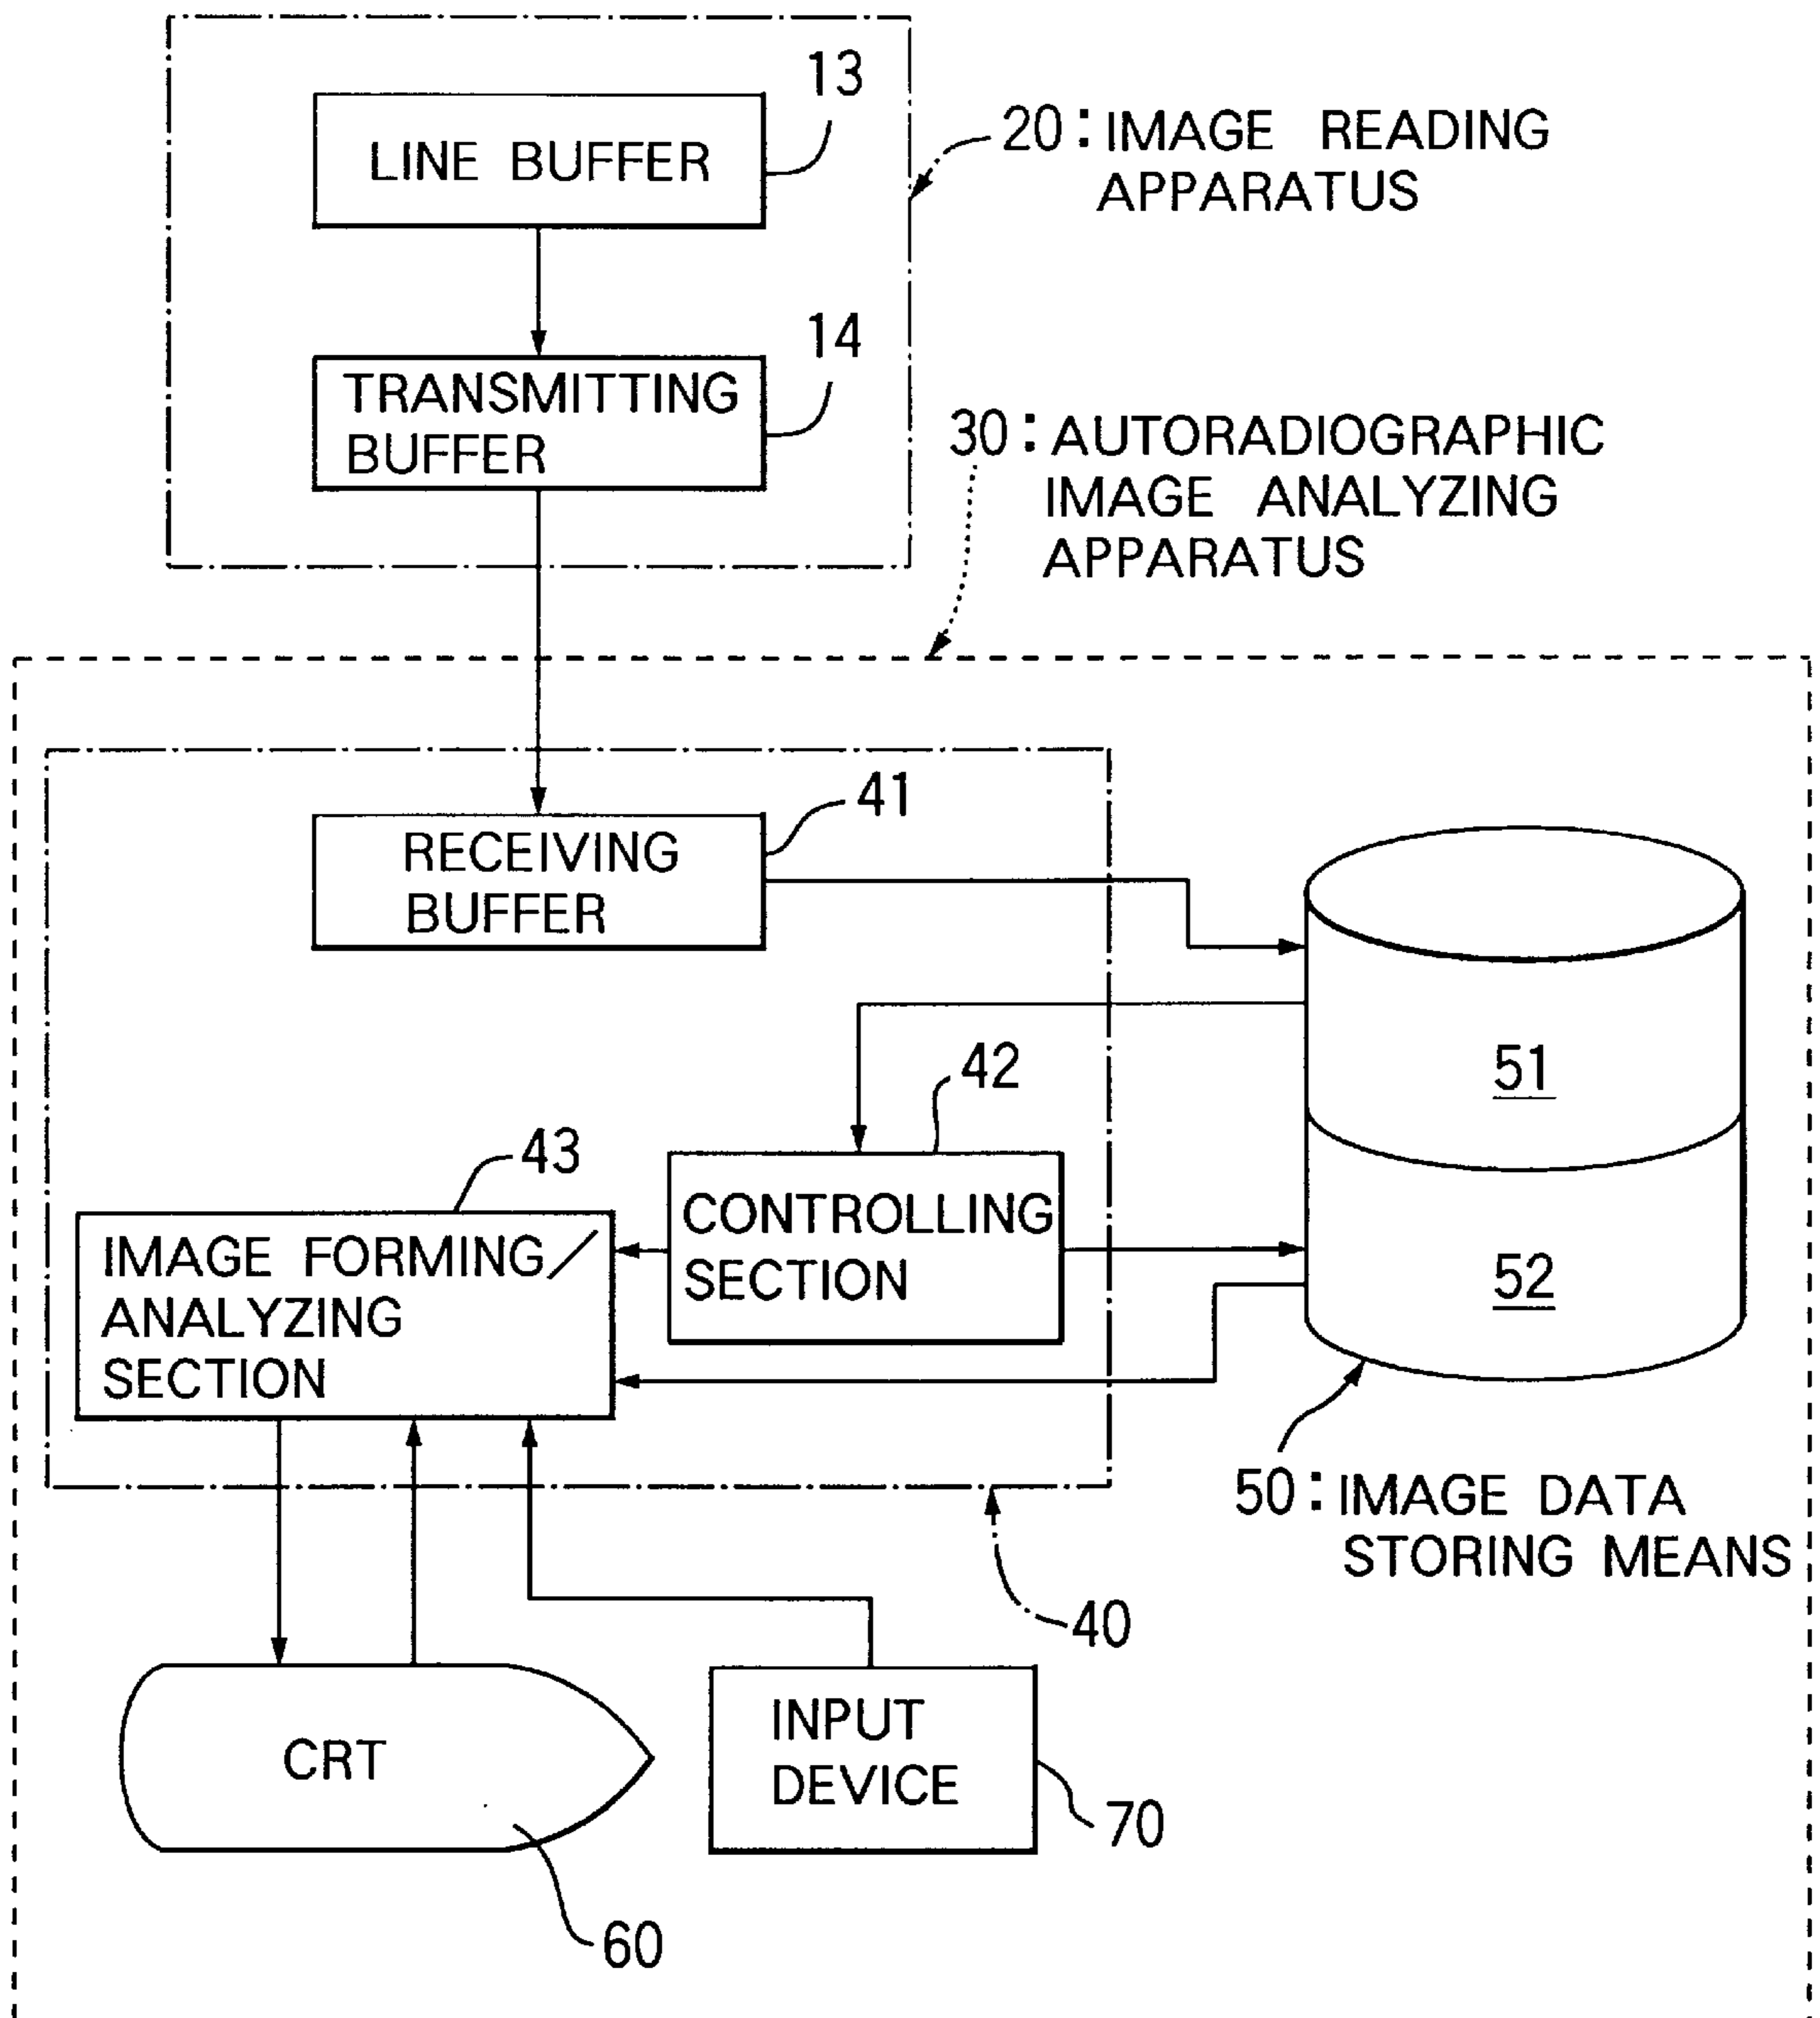 13
LINE BUFFER
20: IMAGE READING
APPARATUS
14
TRANSMITTING
BUFFER
30: AUTORADIOGRAPHIC
IMAGE ANALYZING
APPARATUS
41
RECEIVING
BUFFER
51
42
43
CONTROLLING
SECTION
IMAGE FORMING/
ANALYZING
SECTION
52
50: IMAGE DATA
STORING MEANS
40
CRT
INPUT
DEVICE
70
60